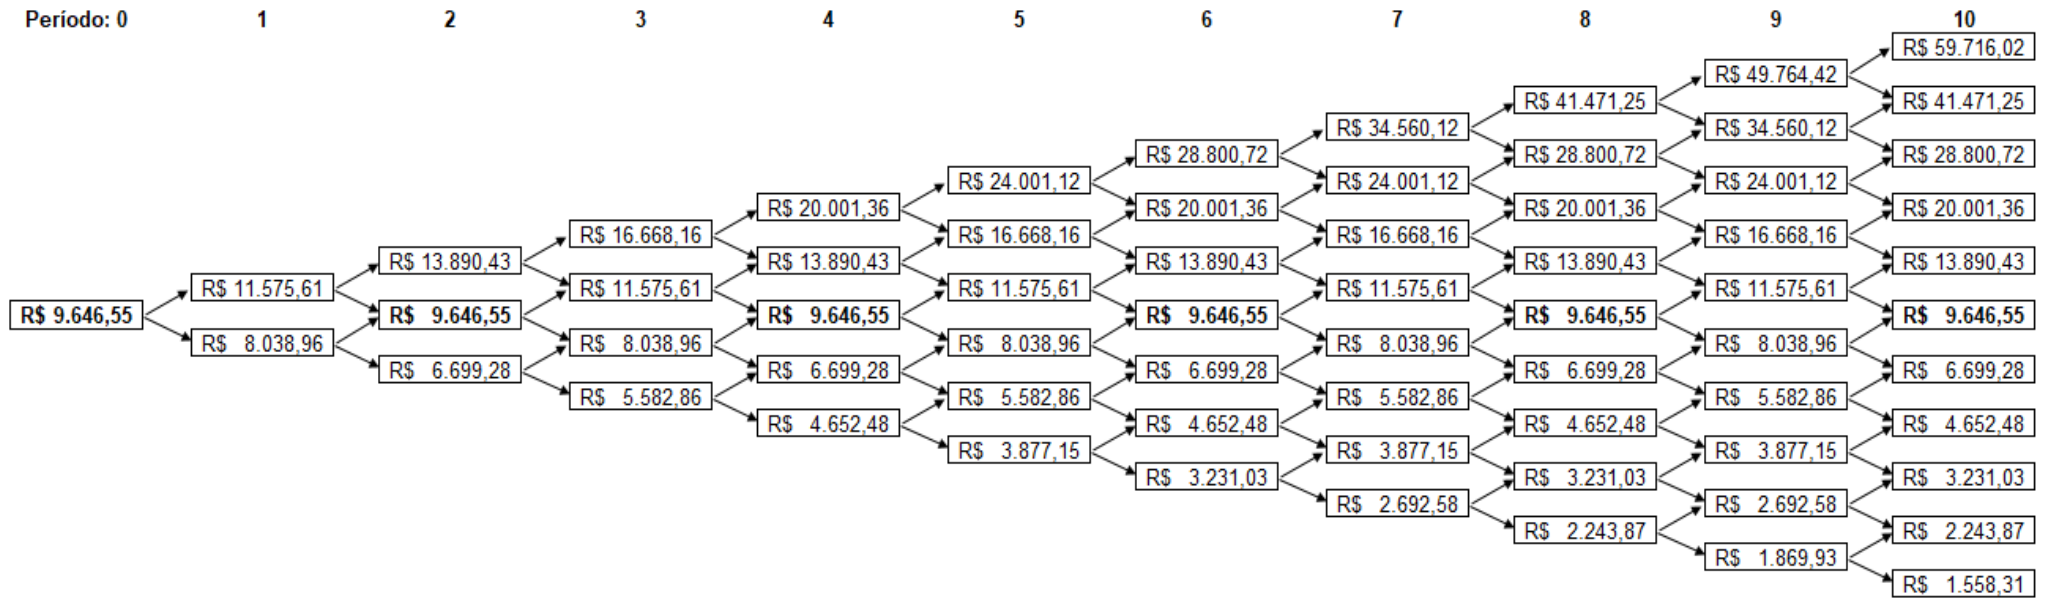 Período: 0 1 2 3 4 5 6 7 8 9 10
R$ 59.716,02
R$ 49.764,42
R$ 41.471,25 R$ 41.471,25
R$ 34.560,12 R$ 34.560,12
R$ 28.800,72 R$ 28.800,72 R$ 28.800,72
R$ 24.001,12 R$ 24.001,12 R$ 24.001,12
R$ 20.001,36 R$ 20.001,36 R$ 20.001,36 R$ 20.001,36
R$ 16.668,16 R$ 16.668,16 R$ 16.668,16 R$ 16.668,16
R$ 13.890,43 R$ 13.890,43 R$ 13.890,43 R$ 13.890,43 R$ 13.890,43
R$ 11.575,61 R$ 11.575,61 R$ 11.575,61 R$ 11.575,61 R$ 11.575,61
R$ 9.646,55 R$ 9.646,55 R$ 9.646,55 R$ 9.646,55 R$ 9.646,55 R$ 9.646,55
R$ 8.038,96 R$ 8.038,96 R$ 8.038,96 R$ 8.038,96 R$ 8.038,96
R$ 6.699,28 R$ 6.699,28 R$ 6.699,28 R$ 6.699,28 R$ 6.699,28
R$ 5.582,86 R$ 5.582,86 R$ 5.582,86 R$ 5.582,86
R$ 4.652,48 R$ 4.652,48 R$ 4.652,48 R$ 4.652,48
R$ 3.877,15 R$ 3.877,15 R$ 3.877,15
R$ 3.231,03 R$ 3.231,03 R$ 3.231,03
R$ 2.692,58 R$ 2.692,58
R$ 2.243,87 R$ 2.243,87
R$ 1.869,93
R$ 1.558,31